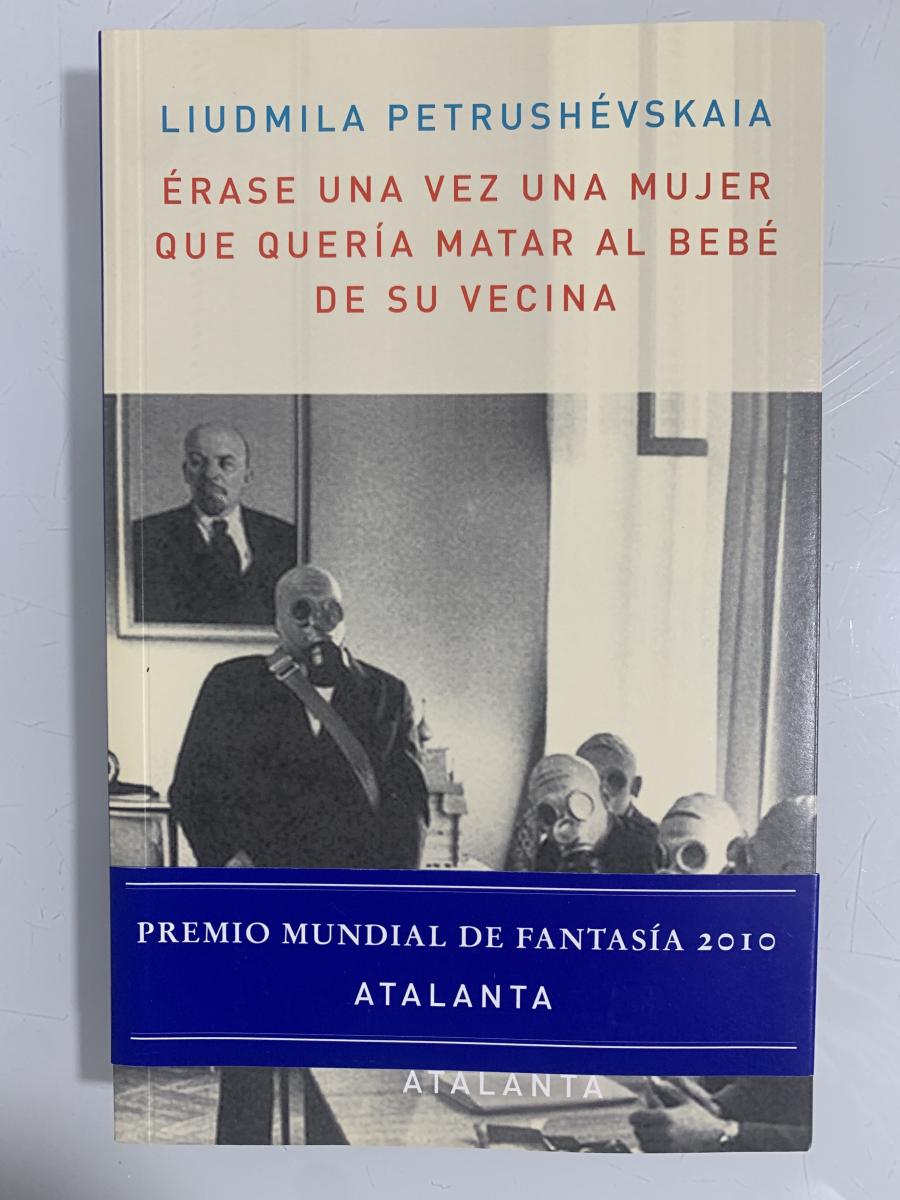 LIUDMILA PETRUSHÉVSKAIA
ÉRASE UNA VEZ UNA MUJER
QUE QUERÍA MATAR AL BEBÉ
DE SU VECINA
PREMIO MUNDIAL DE FANTASÍA 2010
ATALANTA
ATALANTA